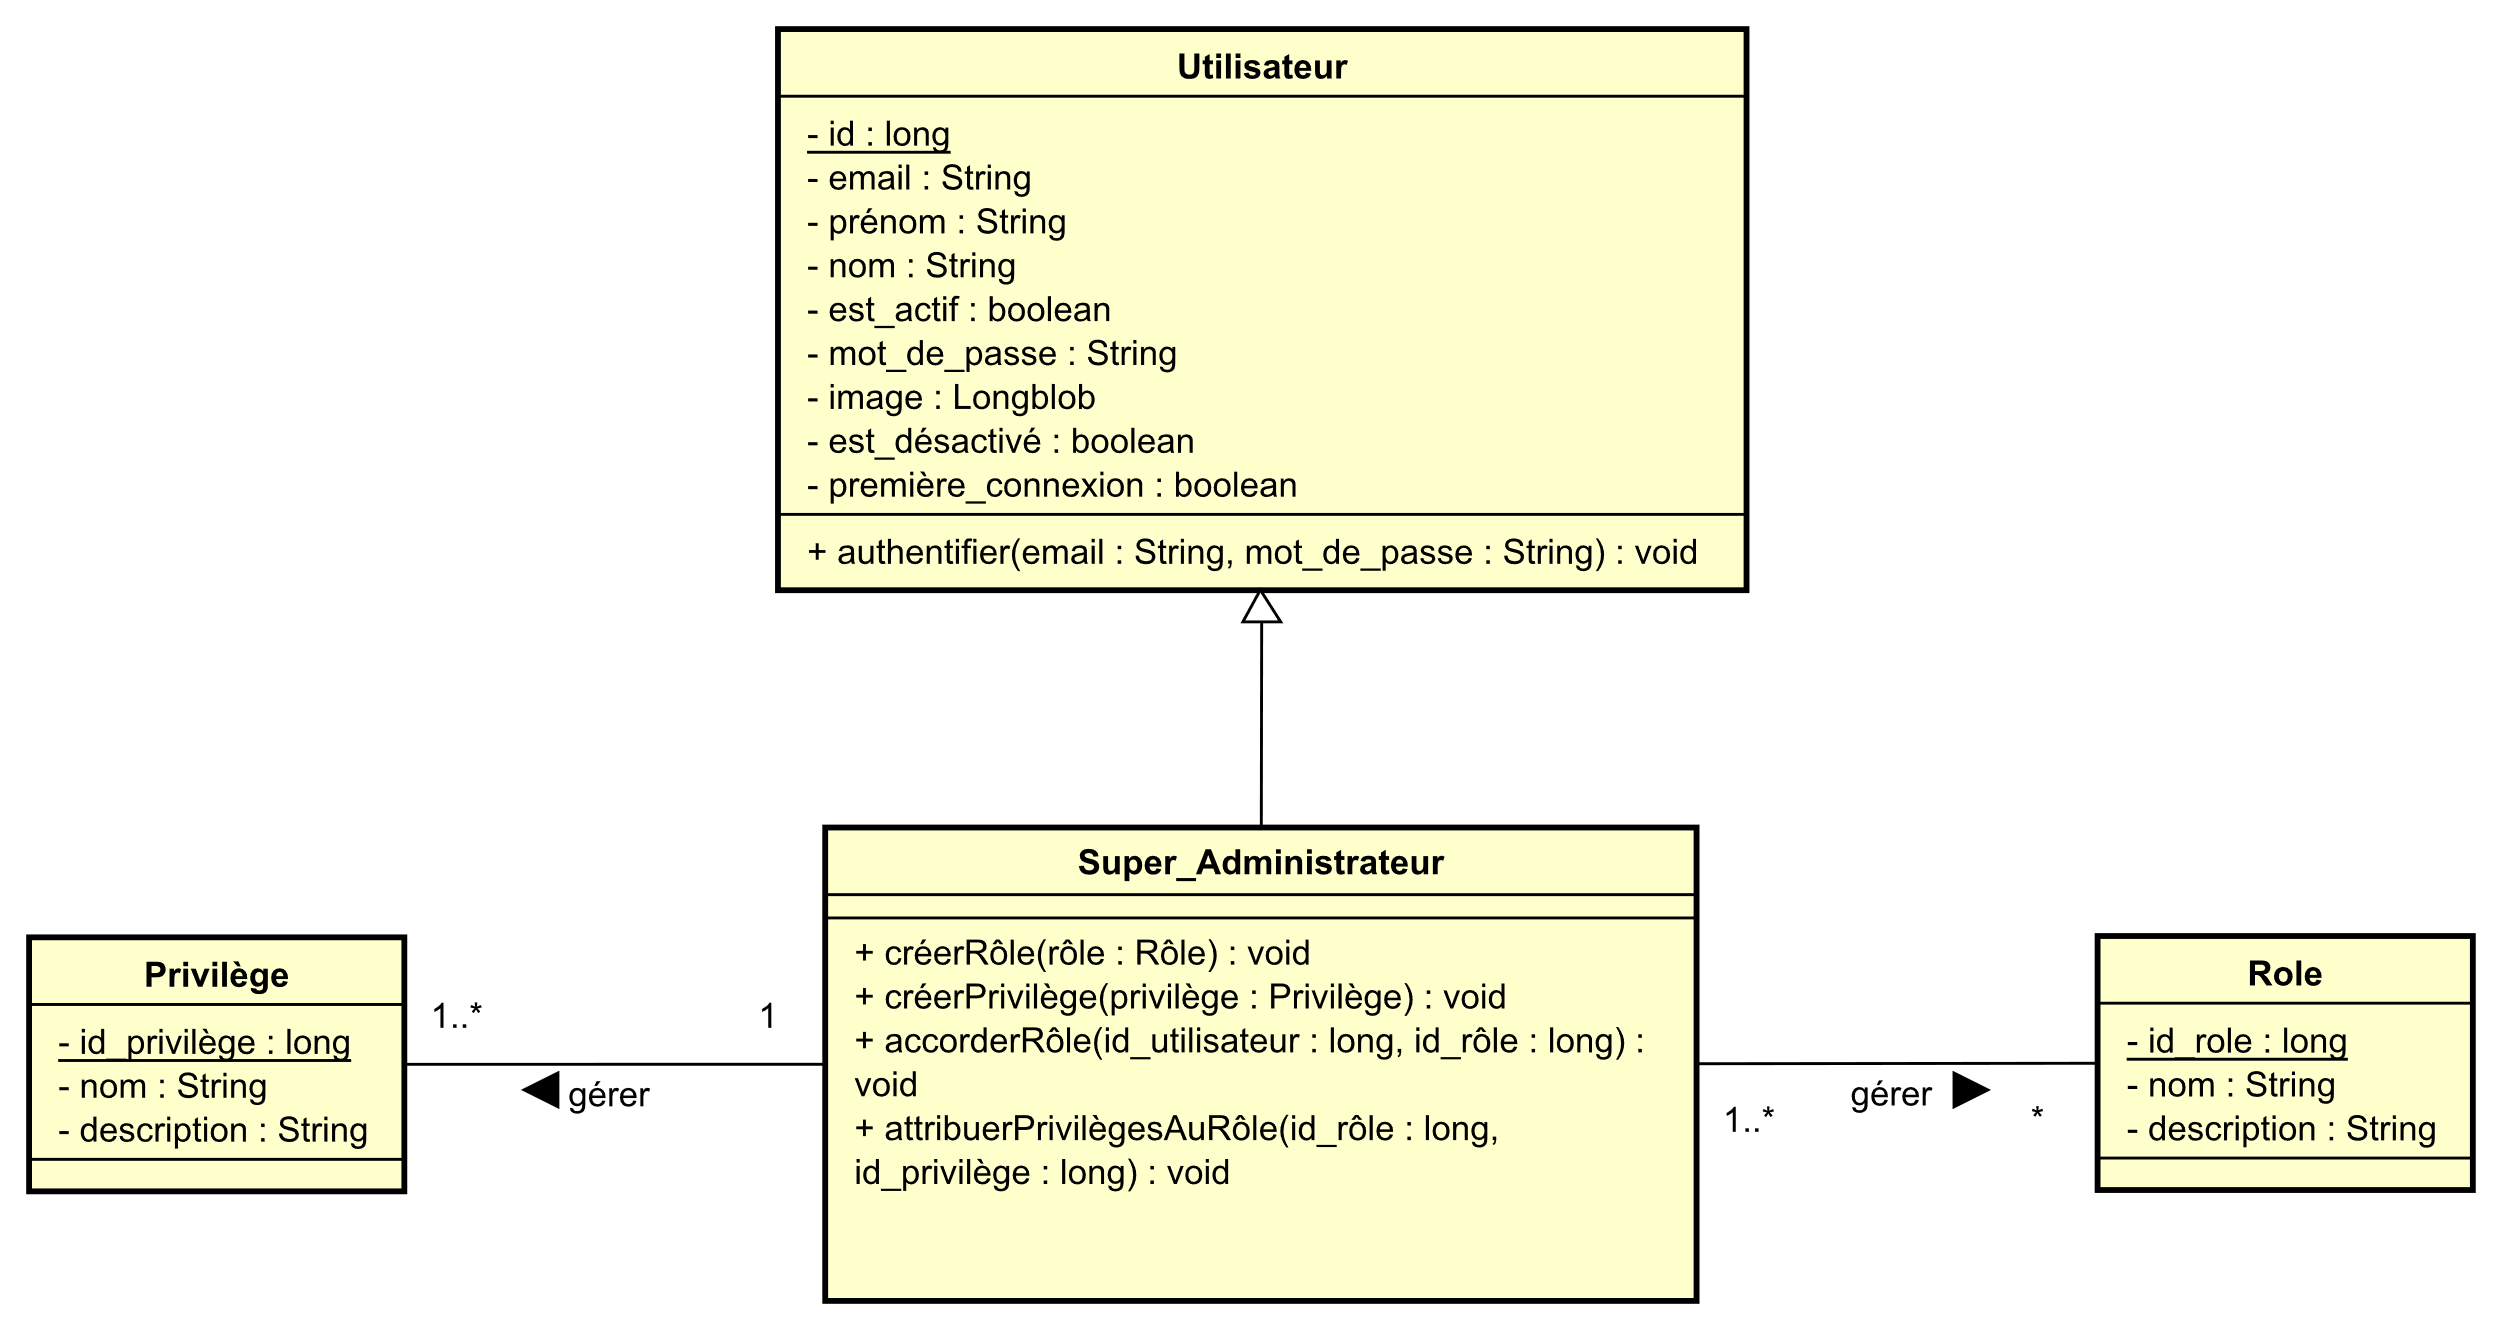 Utilisateur
- id : long
- email : String
- prénom : String
- nom : String
- est_actif : boolean
- mot_de_passe : String
- image : Longblob
- est_désactivé : boolean
- première_connexion : boolean
+ authentifier(email : String, mot_de_passe : String) : void
Privilège
- id_privilège : long
- nom : String
- description : String
1..*
1
gérer
Super_Administrateur
+ créerRôle(rôle : Rôle) : void
+ créerPrivilège(privilège : Privilège) : void
+ accorderRôle(id_utilisateur : long, id_rôle : long) :
void
+ attribuerPrivilègesAuRôle(id_rôle : long,
id_privilège : long) : void
1..*
gérer
*
Role
- id_role : long
- nom : String
- description : String